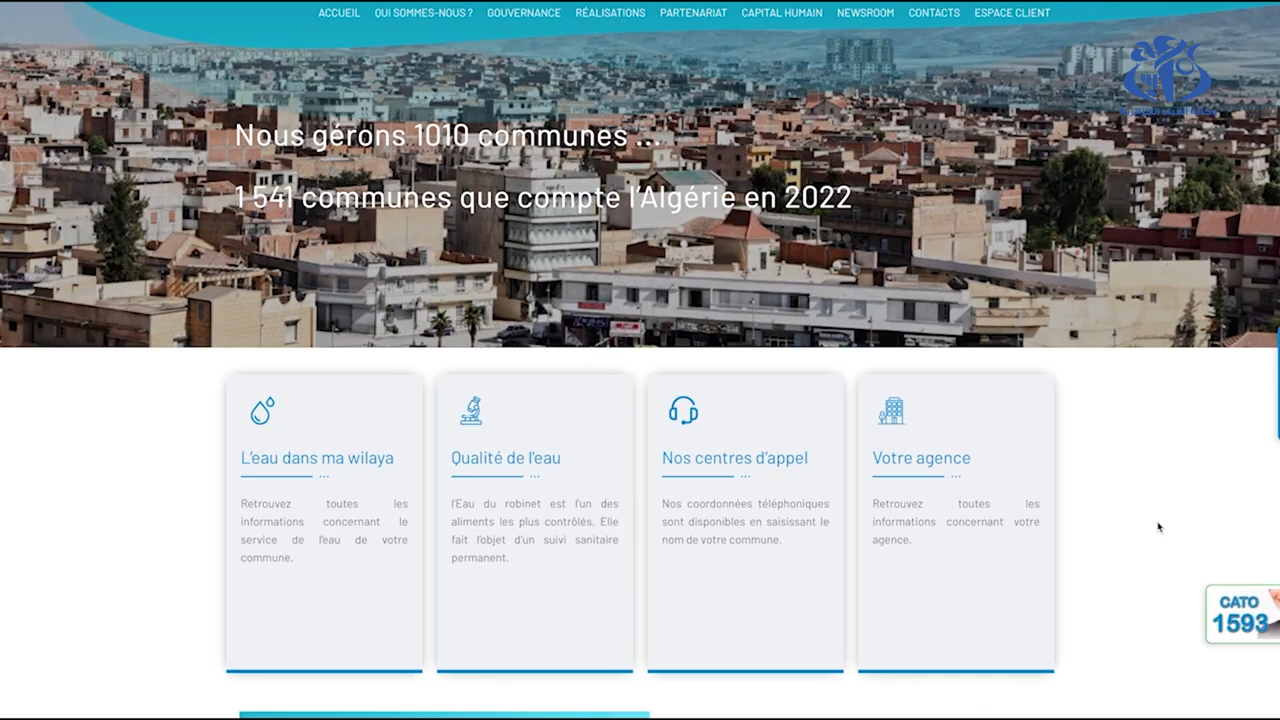 ACCUEIL QUI SOMMES-NOUS ? GOUVERNANCE RÉALISATIONS PARTENARIAT CAPITAL HUMAIN NEWSROOM CONTACTS ESPACE CLIENT
Nous gérons 1010 communes ...
1 541 communes que compte l'Algérie en 2022
L'eau dans ma wilaya
Retrouvez toutes les
informations concernant le
service de l'eau de votre
commune.
Qualité de l'eau
l'Eau du robinet est l'un des
aliments les plus contrôlés. Elle
fait l'objet d'un suivi sanitaire
permanent.
Nos centres d'appel
Nos coordonnées téléphoniques
sont disponibles en saisissant le
nom de votre commune.
Votre agence
Retrouvez toutes les
informations concernant votre
agence.
CATO
1593